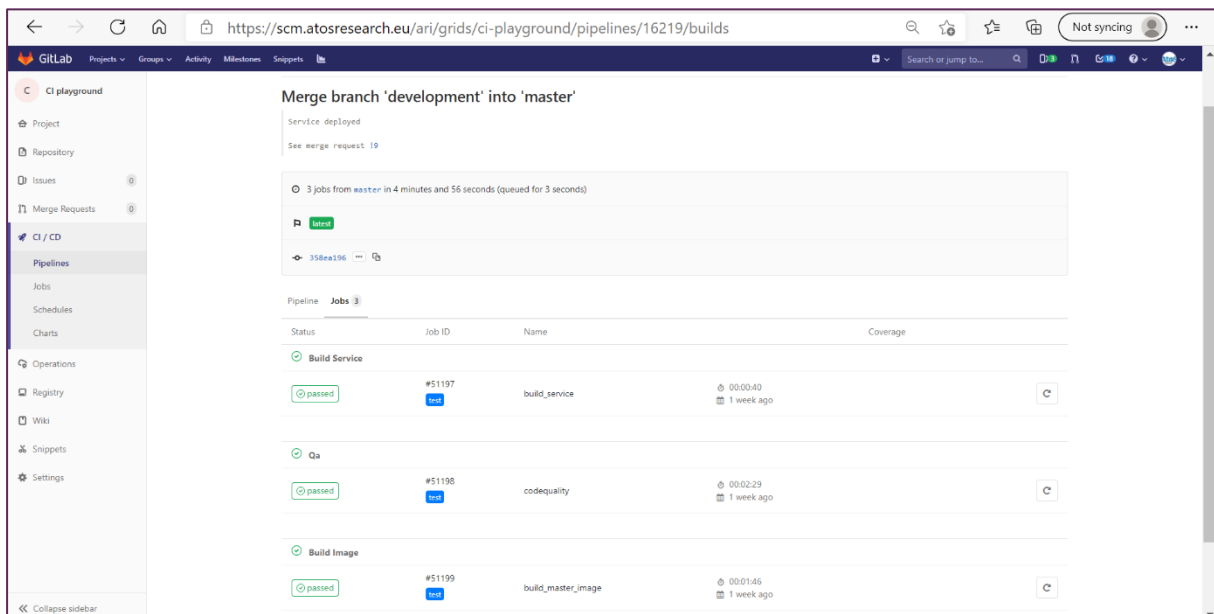 https://scm.atosresearch.eu/ari/grids/ci-playground/pipelines/16219/builds Not syncing
GitLab Projects Groups Activity Milestones Snippets Search or jump to... 3 18
C CI playground
Project
Repository
Issues 0
Merge Requests 0
CI / CD
Pipelines
Jobs
Schedules
Charts
Operations
Registry
Wiki
Snippets
Settings
Collapse sidebar
Merge branch 'development' into 'master'
Service deployed
See merge request !9
3 jobs from master in 4 minutes and 56 seconds (queued for 3 seconds)
latest
358ea196 ...
Pipeline Jobs 3
Status Job ID Name Coverage
Build Service
passed #51197 test build_service 00:00:40 1 week ago
Qa
passed #51198 test codequality 00:02:29 1 week ago
Build Image
passed #51199 test build_master_image 00:01:46 1 week ago